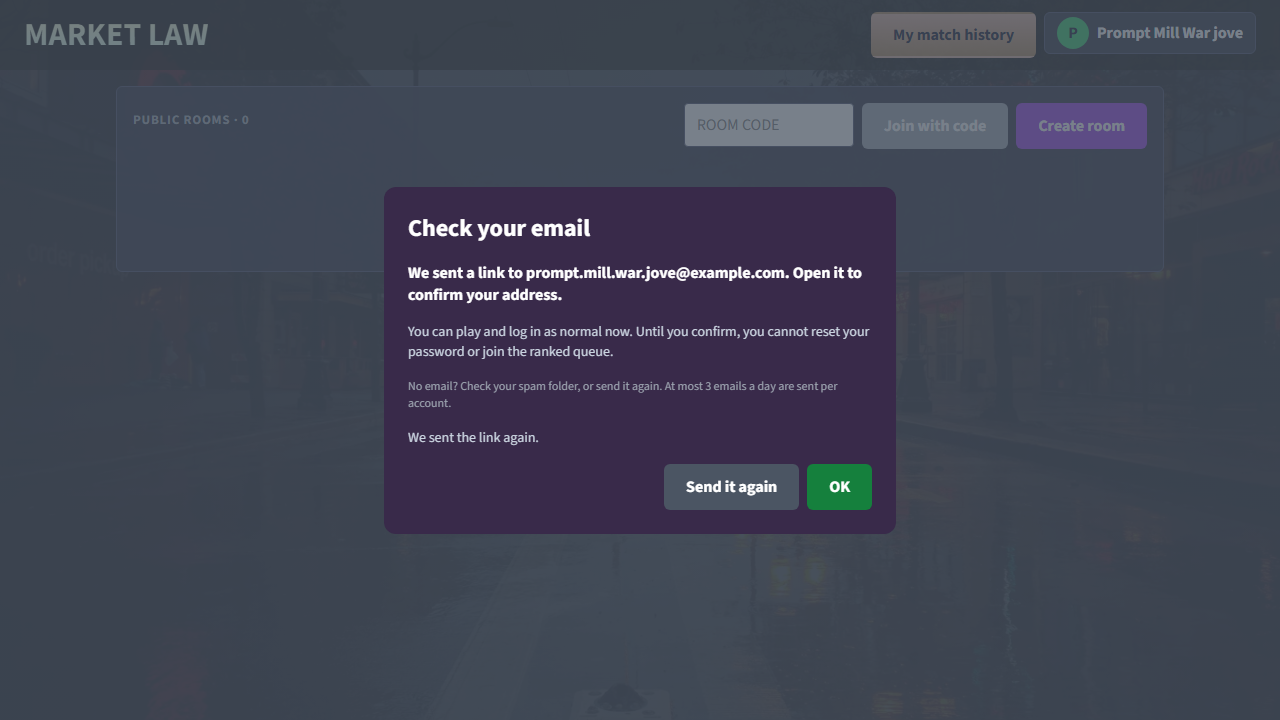 MARKET LAW
My match history
P
Prompt Mill War jove
PUBLIC ROOMS · 0
ROOM CODE
Join with code
Create room
Check your email
We sent a link to prompt.mill.war.jove@example.com. Open it to
confirm your address.
You can play and log in as normal now. Until you confirm, you cannot reset your
password or join the ranked queue.
No email? Check your spam folder, or send it again. At most 3 emails a day are sent per
account.
We sent the link again.
Send it again
OK